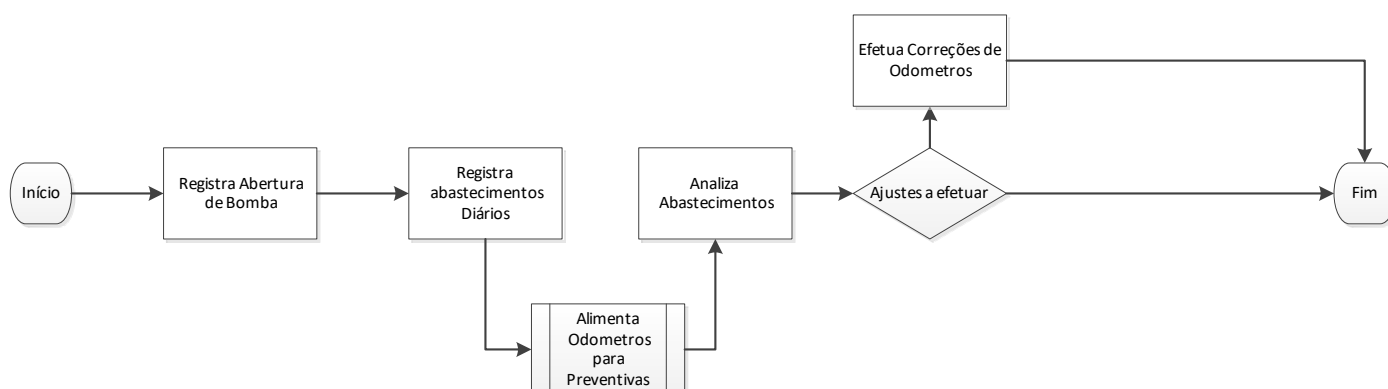 Início
Registra Abertura
de Bomba
Registra
abastecimentos
Diários
Alimenta
Odometros
para
Preventivas
Analiza
Abastecimentos
Ajustes a efetuar
Efetua Correções de
Odometros
Fim